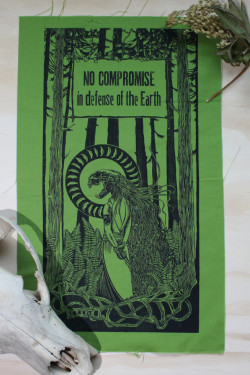 NO COMPROMISE
in defense of the Earth